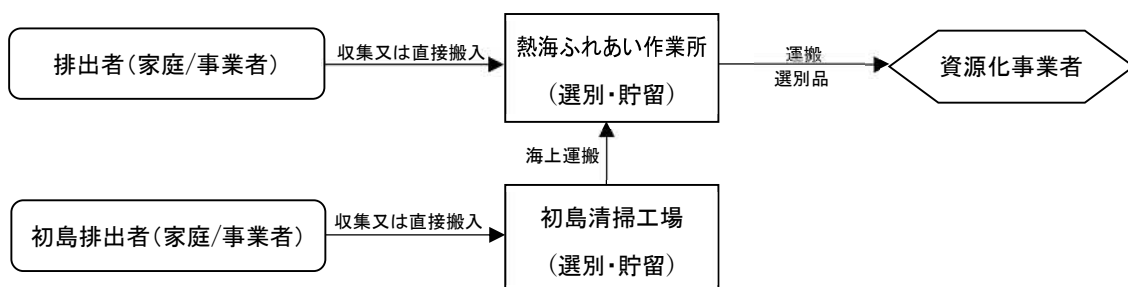 排出者（家庭/事業者）
収集又は直接搬入
熱海ふれあい作業所
（選別・貯留）
運搬
選別品
資源化事業者
海上運搬
初島排出者（家庭/事業者）
収集又は直接搬入
初島清掃工場
（選別・貯留）